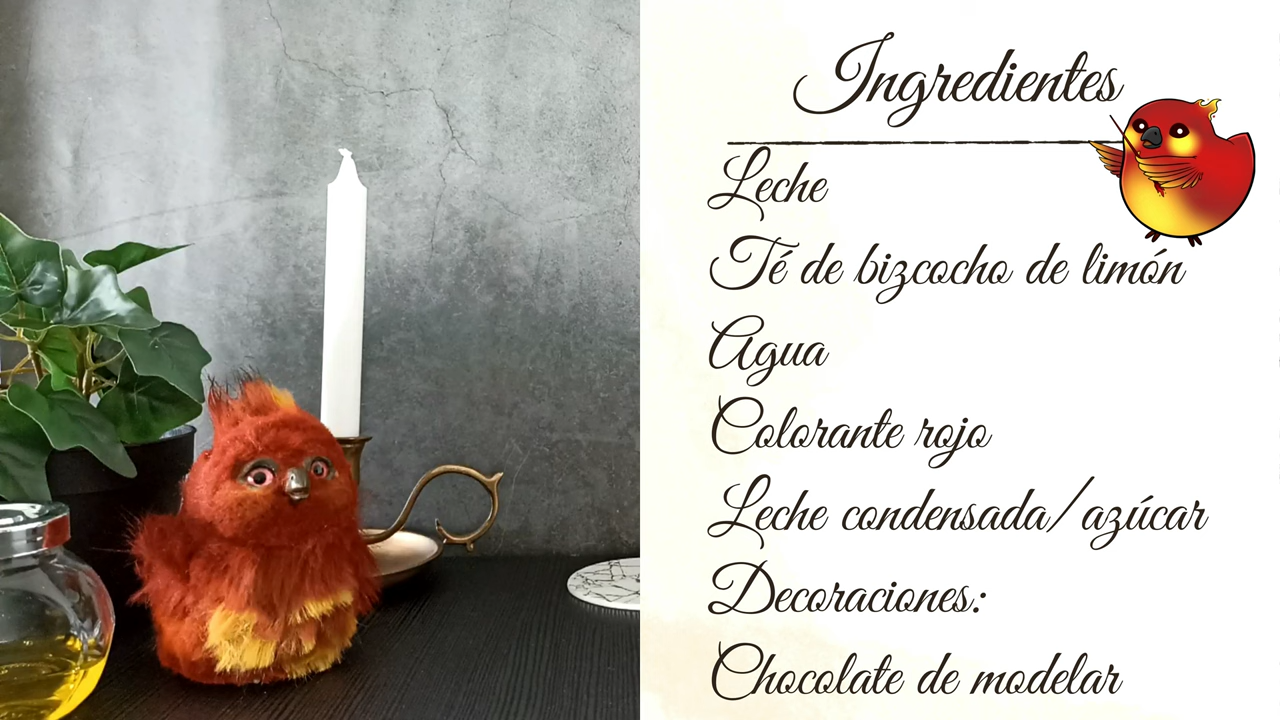 Ingredientes
Leche
Té de bizcocho de limón
Agua
Colorante rojo
Leche condensada/azúcar
Decoraciones:
Chocolate de modelar